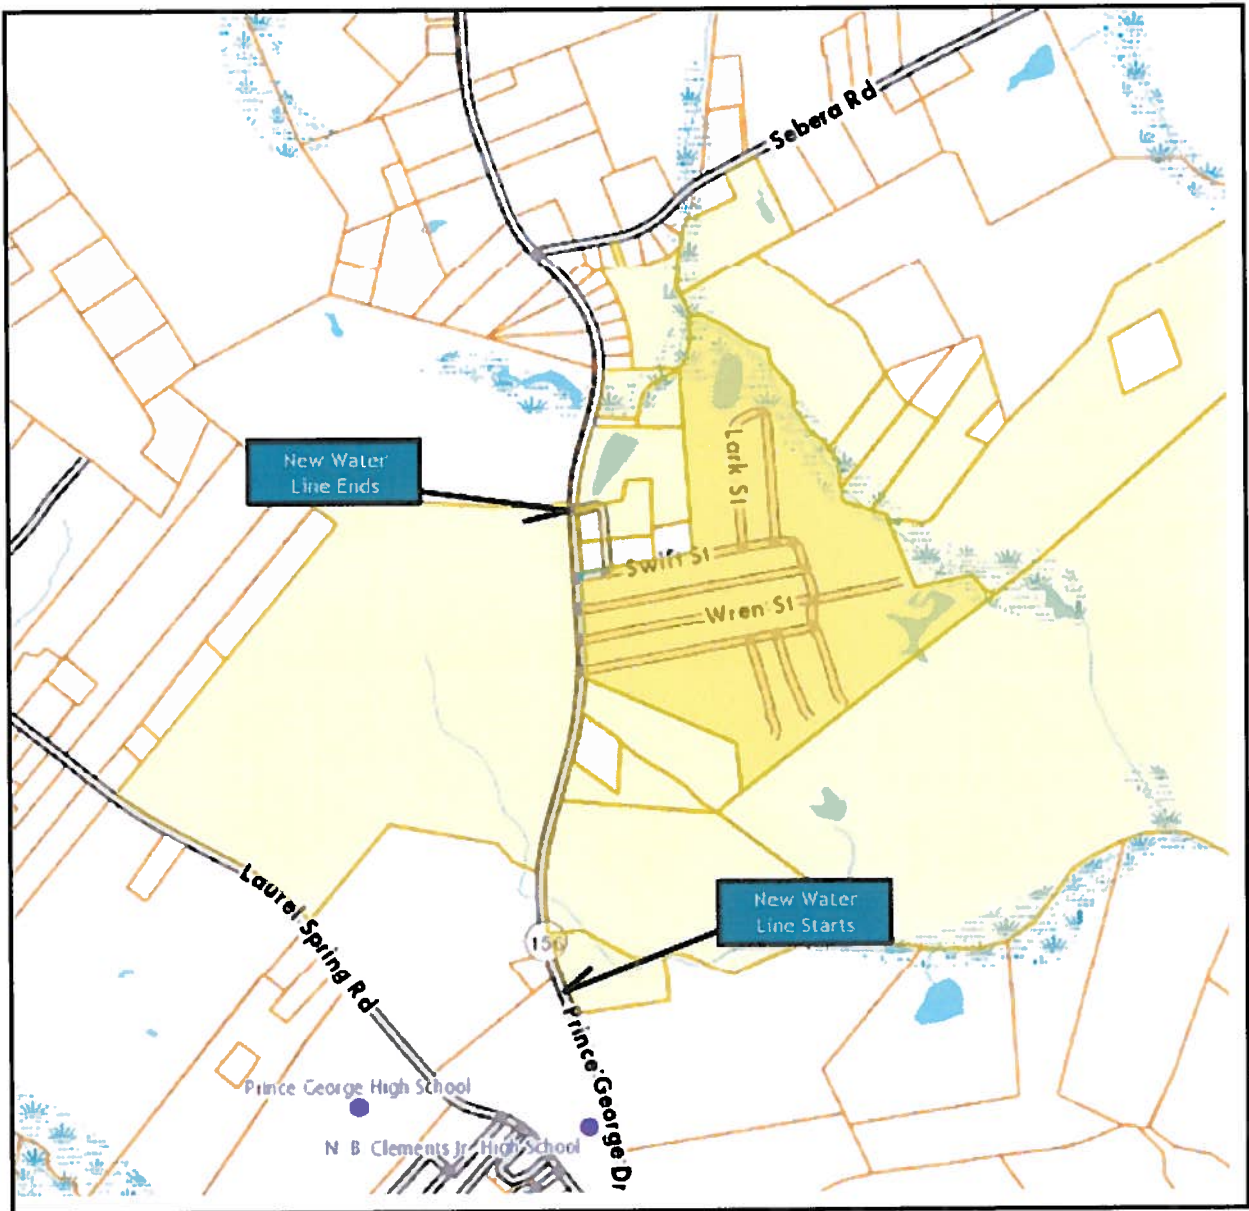 Sebera Rd
New Water
Line Ends
Lark St
Swift St
Wren St
New Water
Line Starts
Laurel Spring Rd
156
Prince George Dr
Prince George High School
N B Clements Jr High School